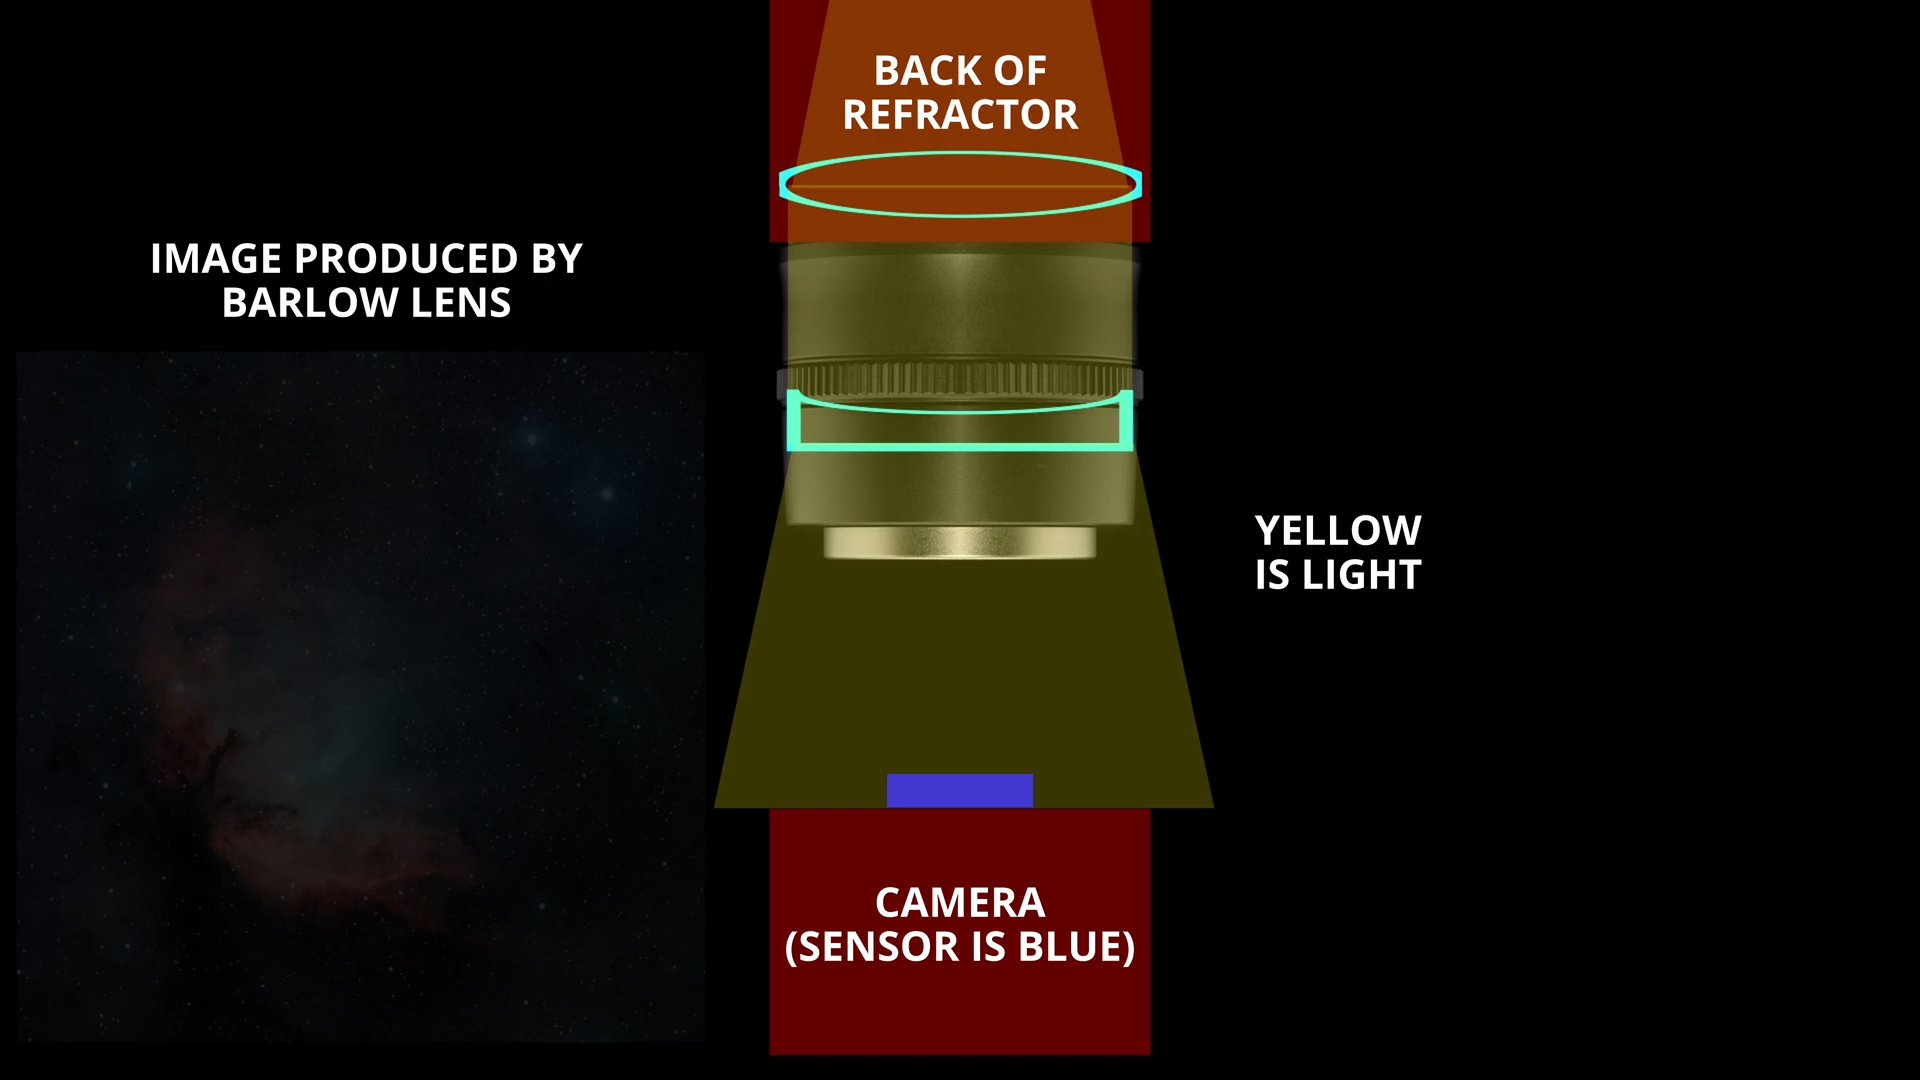 BACK OF
REFRACTOR
IMAGE PRODUCED BY
BARLOW LENS
YELLOW
IS LIGHT
CAMERA
(SENSOR IS BLUE)